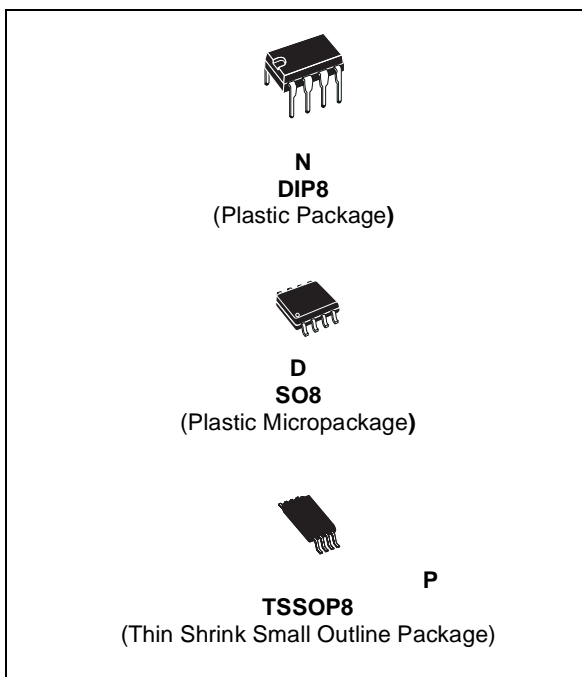 N
DIP8
(Plastic Package)
D
SO8
(Plastic Micropackage)
P
TSSOP8
(Thin Shrink Small Outline Package)